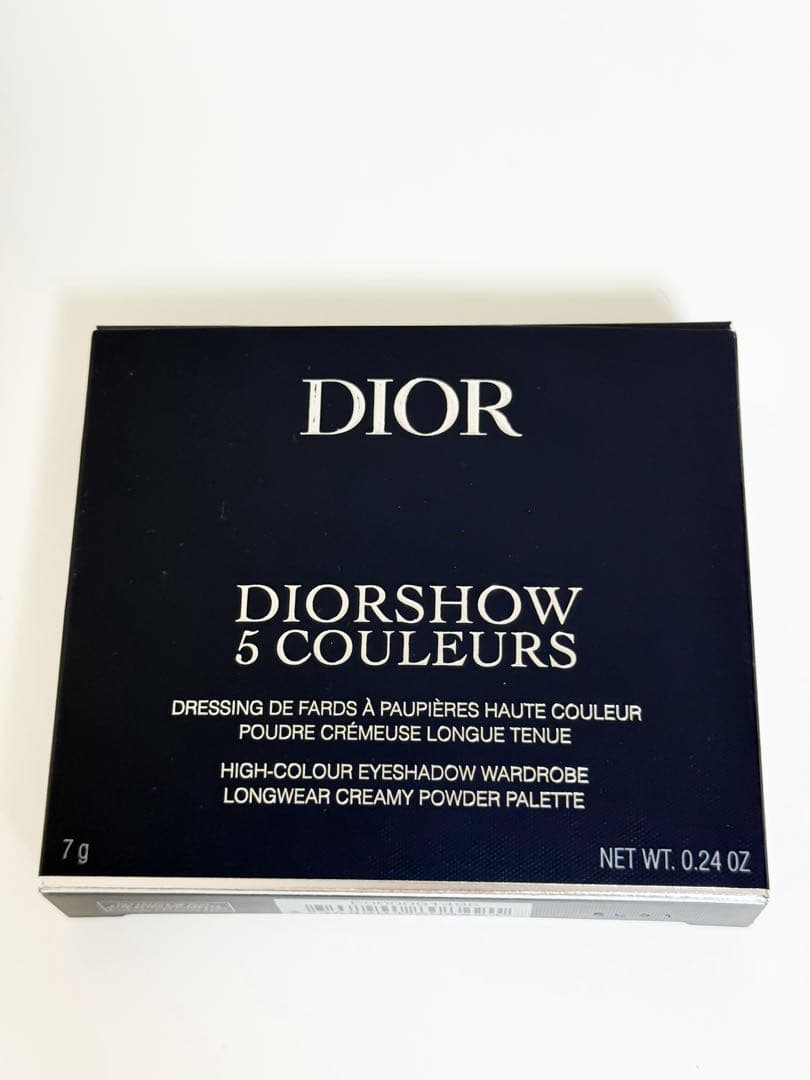 DIOR
DIORSHOW
5 COULEURS
DRESSING DE FARDS À PAUPIÈRES HAUTE COULEUR
POUDRE CRÉMEUSE LONGUE TENUE
HIGH-COLOUR EYESHADOW WARDROBE
LONGWEAR CREAMY POWDER PALETTE
7 g
NET WT. 0.24 OZ